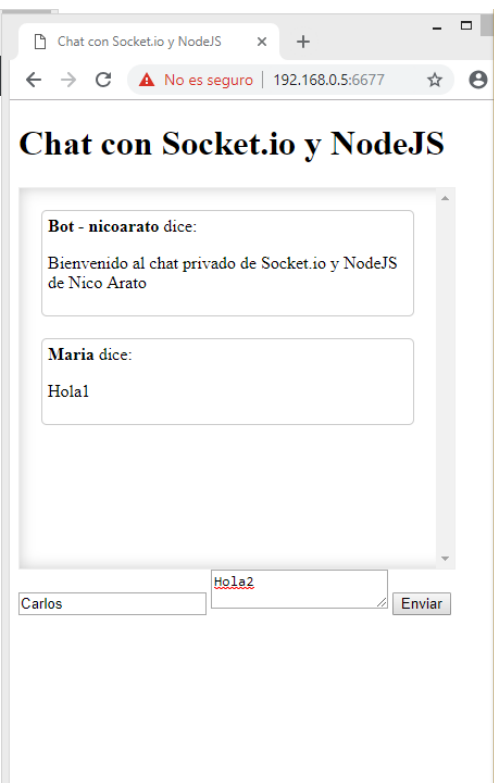 Chat con Socket.io y NodeJS
No es seguro | 192.168.0.5:6677
Chat con Socket.io y NodeJS
Bot - nicoarato dice:
Bienvenido al chat privado de Socket.io y NodeJS
de Nico Arato
Maria dice:
Hola1
Hola2
Carlos
Enviar